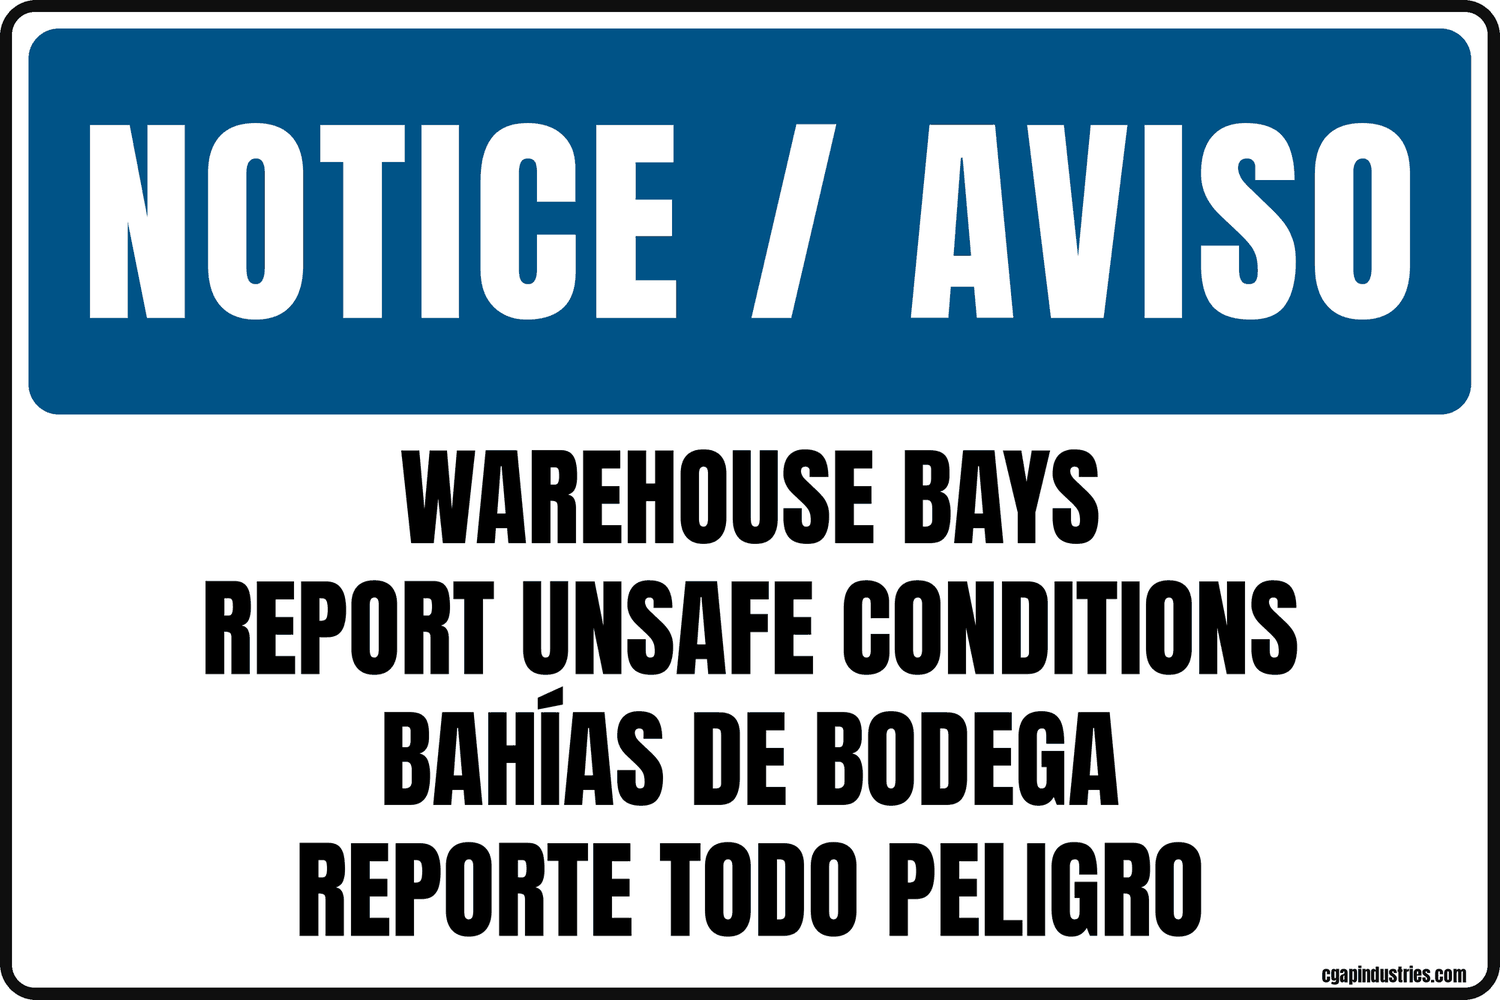 NOTICE / AVISO
WAREHOUSE BAYS
REPORT UNSAFE CONDITIONS
BAHÍAS DE BODEGA
REPORTE TODO PELIGRO
cgapindustries.com